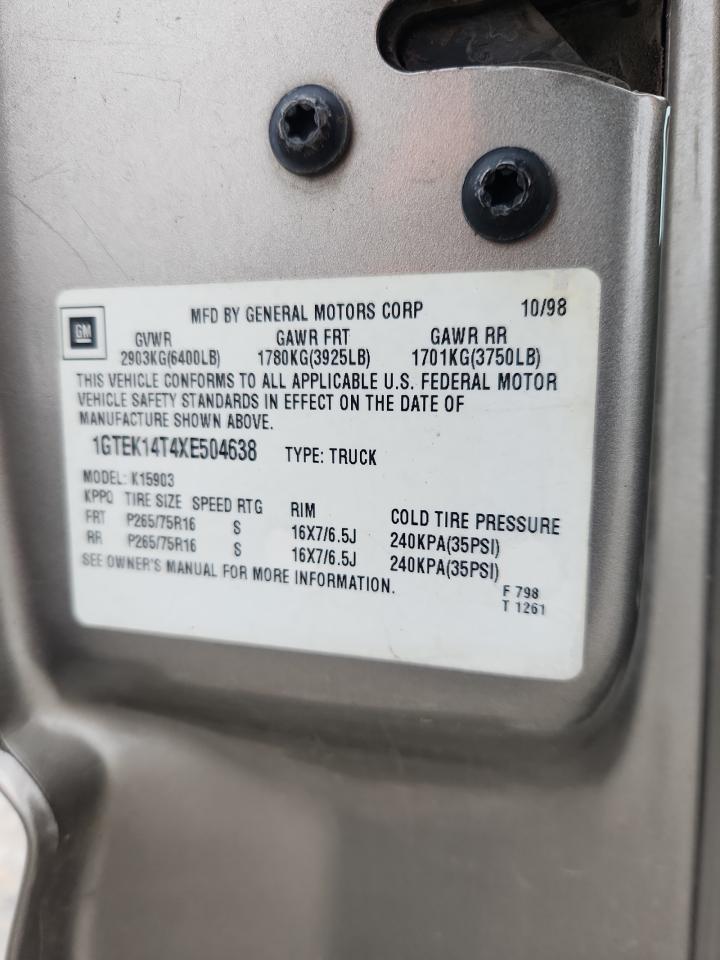 GM
MFD BY GENERAL MOTORS CORP 10/98
GVWR GAWR FRT GAWR RR
2903KG(6400LB) 1780KG(3925LB) 1701KG(3750LB)
THIS VEHICLE CONFORMS TO ALL APPLICABLE U.S. FEDERAL MOTOR
VEHICLE SAFETY STANDARDS IN EFFECT ON THE DATE OF
MANUFACTURE SHOWN ABOVE.
1GTEK14T4XE504638 TYPE: TRUCK
MODEL: K15903
KPPQ TIRE SIZE SPEED RTG RIM COLD TIRE PRESSURE
FRT P265/75R16 S 16X7/6.5J 240KPA(35PSI)
RR P265/75R16 S 16X7/6.5J 240KPA(35PSI)
SEE OWNER'S MANUAL FOR MORE INFORMATION.
F 798
T 1261